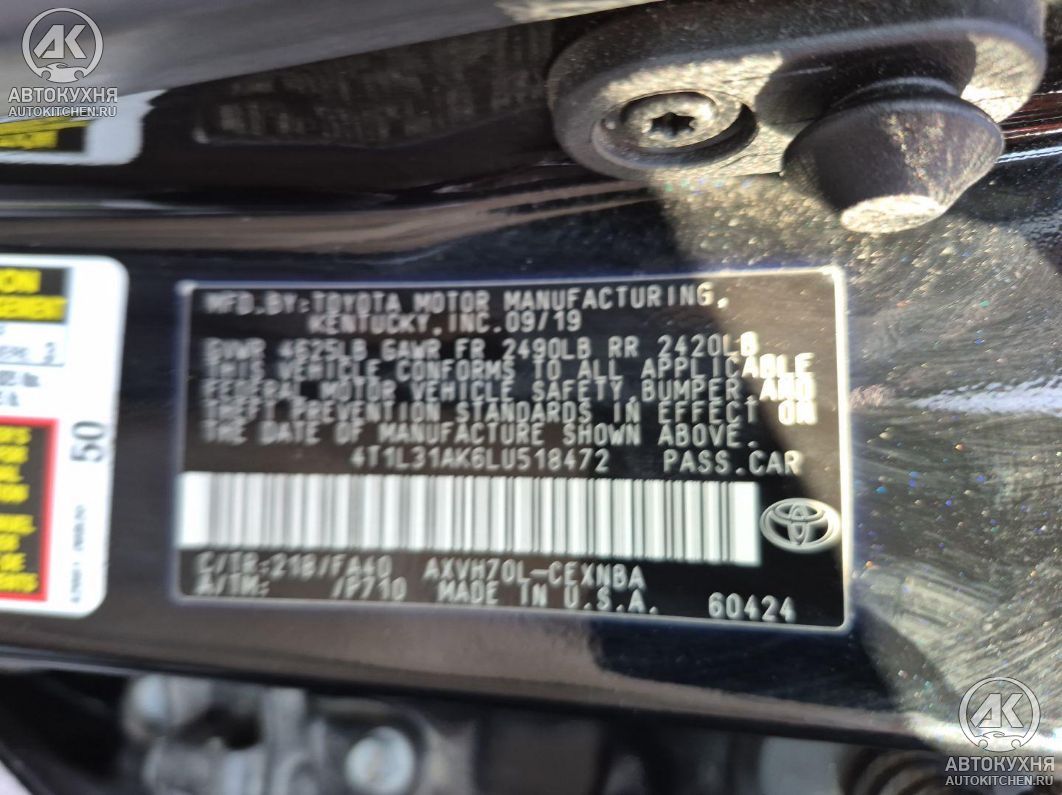 АК
АВТОКУХНЯ
AUTOKITCHEN.RU
MFD.BY:TOYOTA MOTOR MANUFACTURING,
KENTUCKY,INC.09/19
GVWR 4625LB GAWR FR 2490LB RR 2420LB
THIS VEHICLE CONFORMS TO ALL APPLICABLE
FEDERAL MOTOR VEHICLE SAFETY,BUMPER,AND
THEFT PREVENTION STANDARDS IN EFFECT ON
THE DATE OF MANUFACTURE SHOWN ABOVE.
4T1L31AK6LU518472 PASS.CAR
C/TR:218/FA40 AXVH70L-CEXNBA
A/TM: /P710 MADE IN U.S.A. 60424
50
АК
АВТОКУХНЯ
AUTOKITCHEN.RU